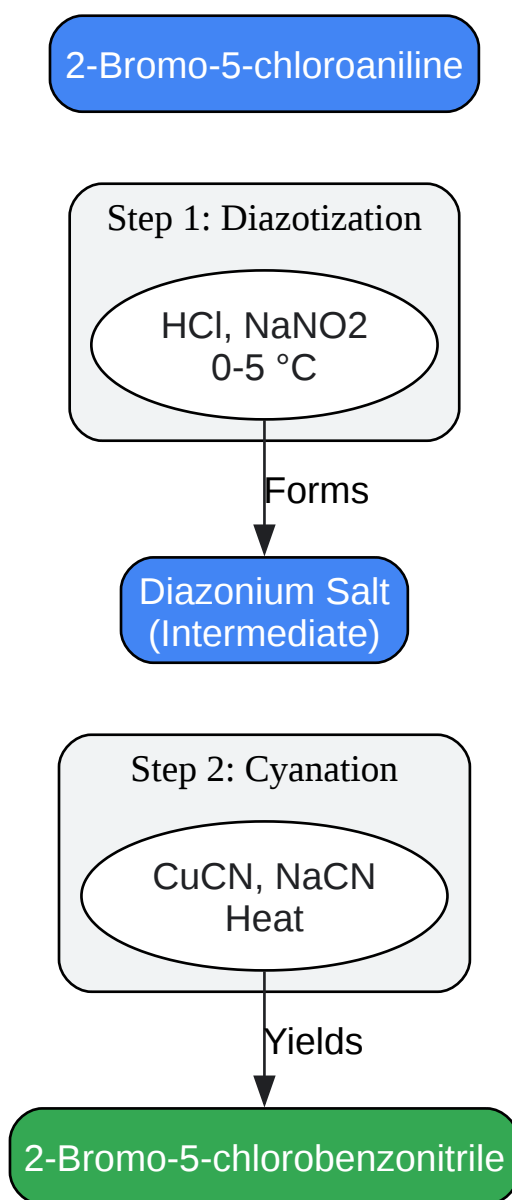 2-Bromo-5-chloroaniline
Step 1: Diazotization
HCl, NaNO2
0-5 °C
Forms
Diazonium Salt
(Intermediate)
Step 2: Cyanation
CuCN, NaCN
Heat
Yields
2-Bromo-5-chlorobenzonitrile